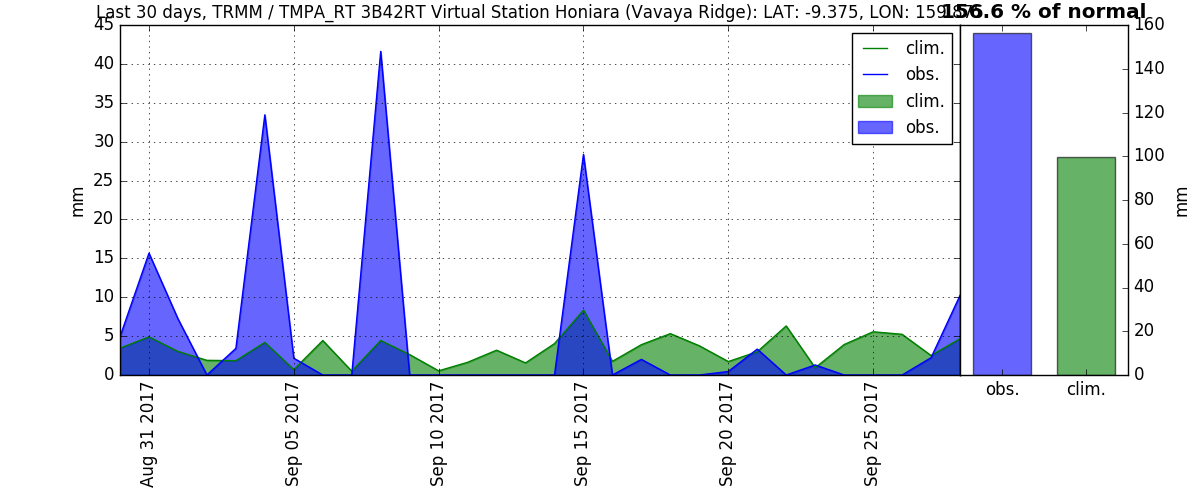 Last 30 days, TRMM / TMPA_RT 3B42RT Virtual Station Honiara (Vavaya Ridge): LAT: -9.375, LON:
156.6 % of normal
45
40
35
30
25
20
15
10
5
0
mm
clim.
obs.
clim.
obs.
Aug 31 2017
Sep 05 2017
Sep 10 2017
Sep 15 2017
Sep 20 2017
Sep 25 2017
160
140
120
100
80
60
40
20
0
mm
obs.
clim.